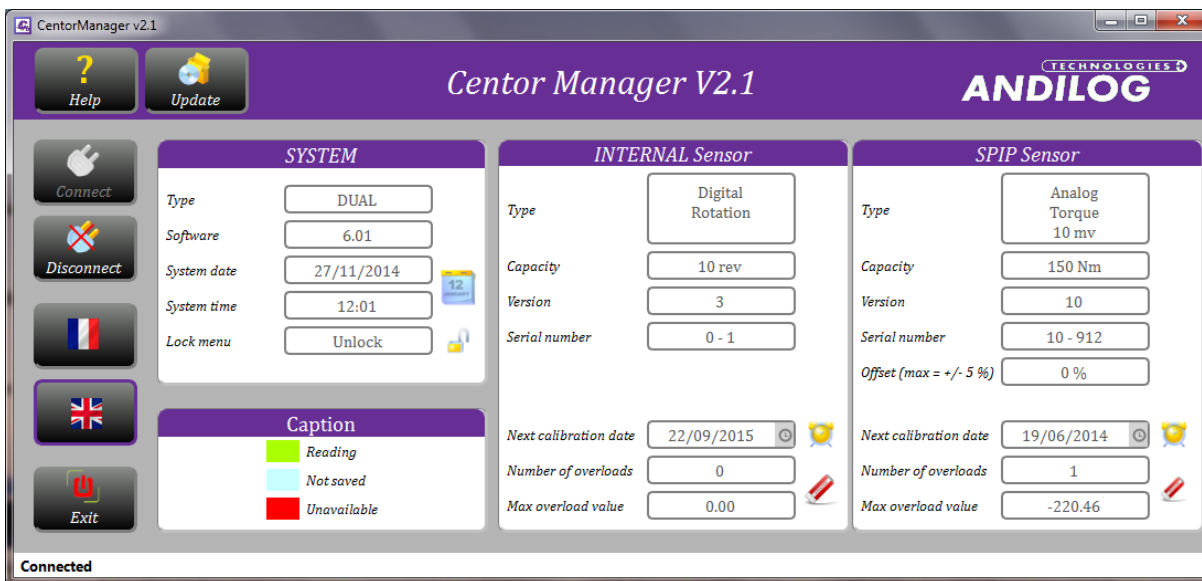 CentorManager v2.1
Help
Update
Centor Manager V2.1
TECHNOLOGIES
ANDILOG
Connect
Disconnect
Exit
SYSTEM
Type DUAL
Software 6.01
System date 27/11/2014
12
System time 12:01
Lock menu Unlock
Caption
Reading
Not saved
Unavailable
INTERNAL Sensor
Type
Digital
Rotation
Capacity 10 rev
Version 3
Serial number 0 - 1
Next calibration date 22/09/2015
Number of overloads 0
Max overload value 0.00
SPIP Sensor
Type
Analog
Torque
10 mv
Capacity 150 Nm
Version 10
Serial number 10 - 912
Offset (max = +/- 5 %) 0 %
Next calibration date 19/06/2014
Number of overloads 1
Max overload value -220.46
Connected